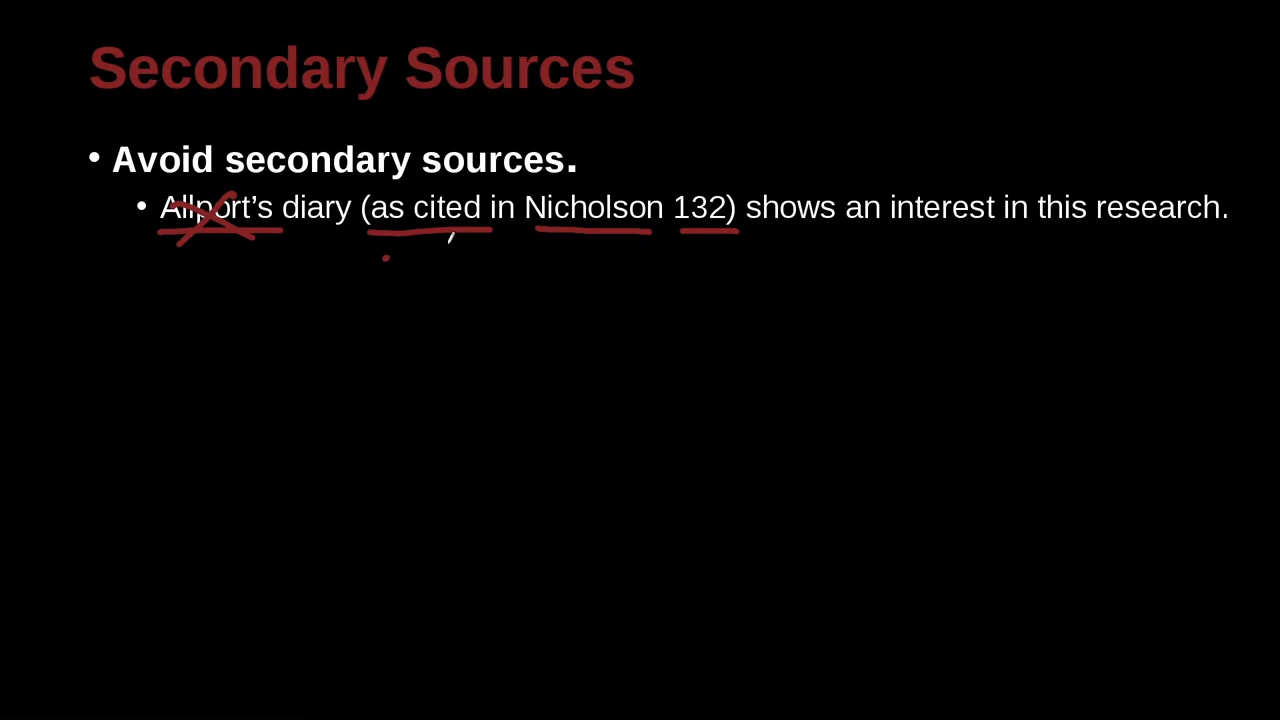 Secondary Sources
• Avoid secondary sources.
• Allport’s diary (as cited in Nicholson 132) shows an interest in this research.